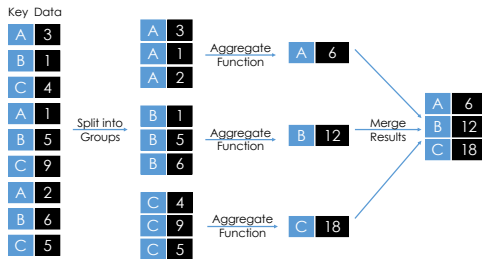 Key Data
A 3
B 1
C 4
A 1
B 5
C 9
A 2
B 6
C 5
Split into
Groups
A 3
A 1
A 2
B 1
B 5
B 6
C 4
C 9
C 5
Aggregate
Function
Aggregate
Function
Aggregate
Function
A 6
B 12
C 18
Merge
Results
A 6
B 12
C 18